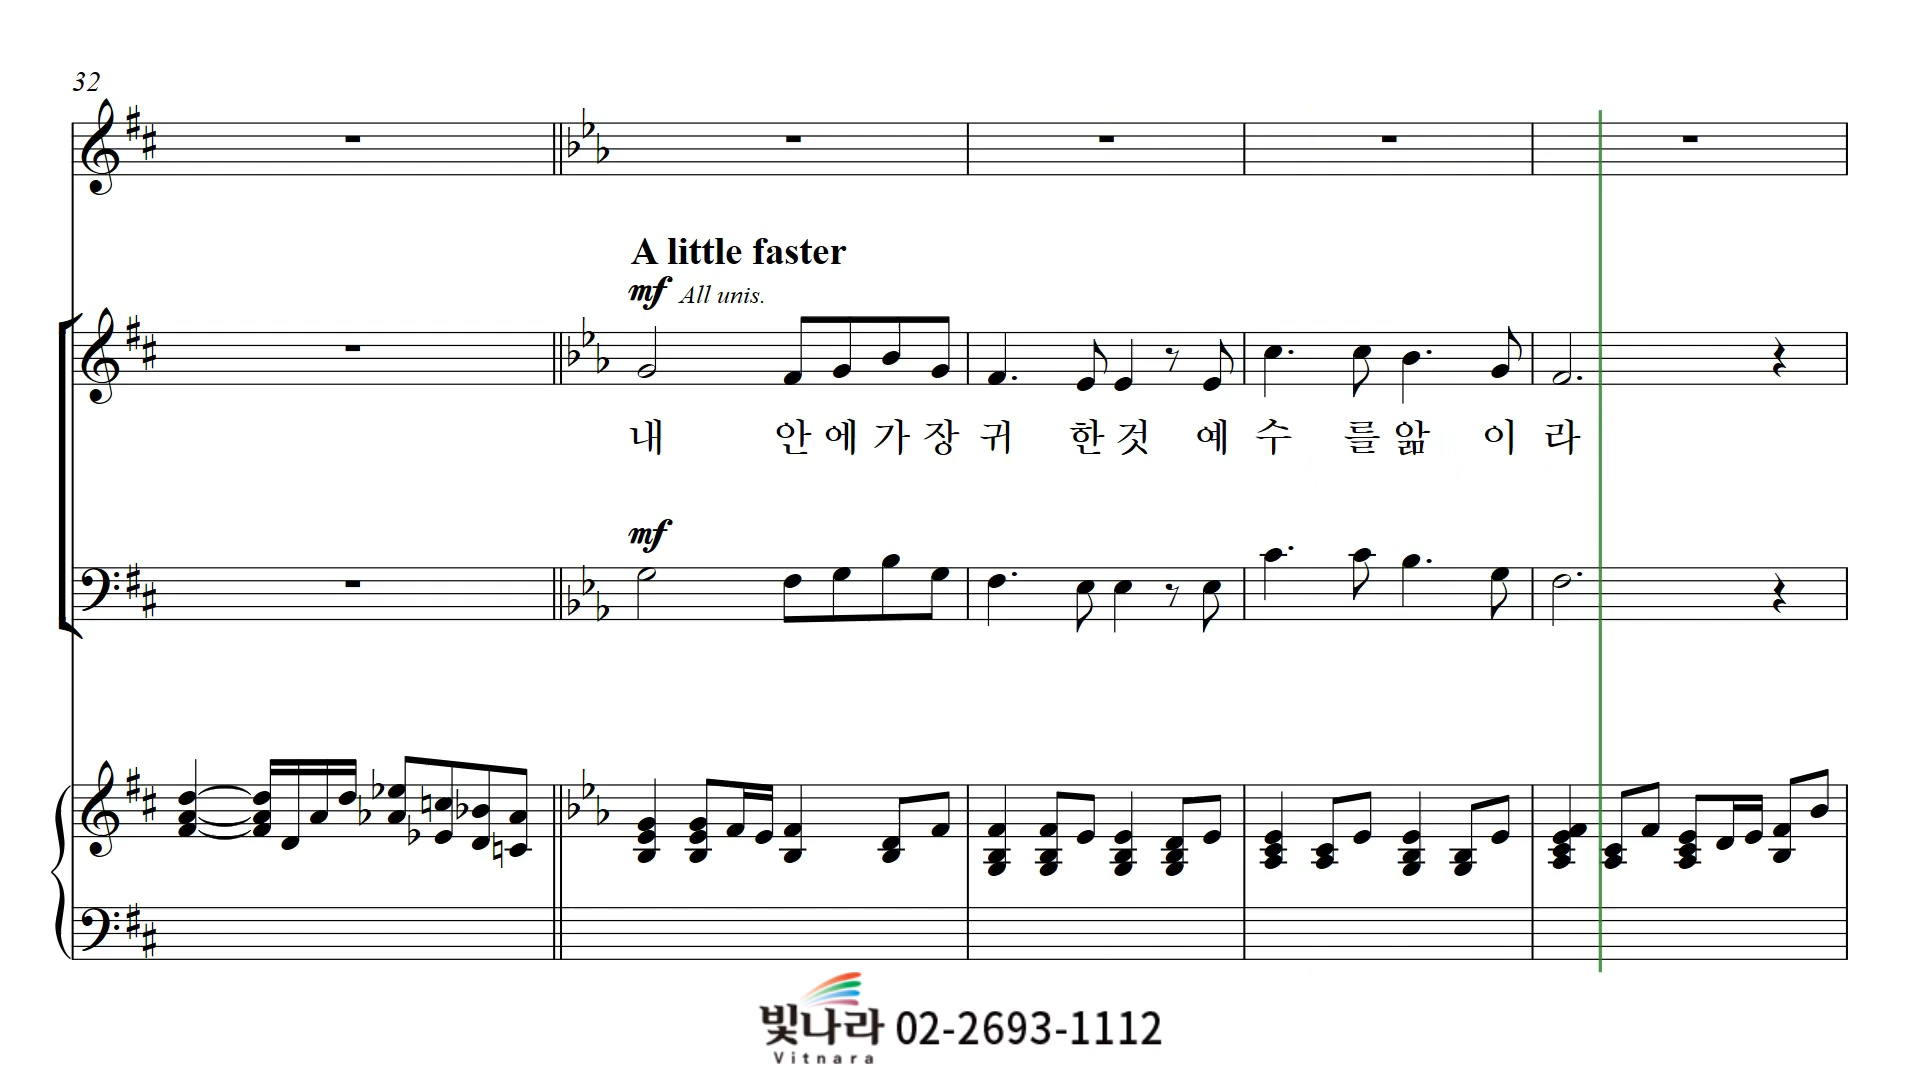 32
A little faster
mf All unis.
내 안에가장귀 한것 예수 를앎 이라
mf
빛나라 02-2693-1112
Vitnara